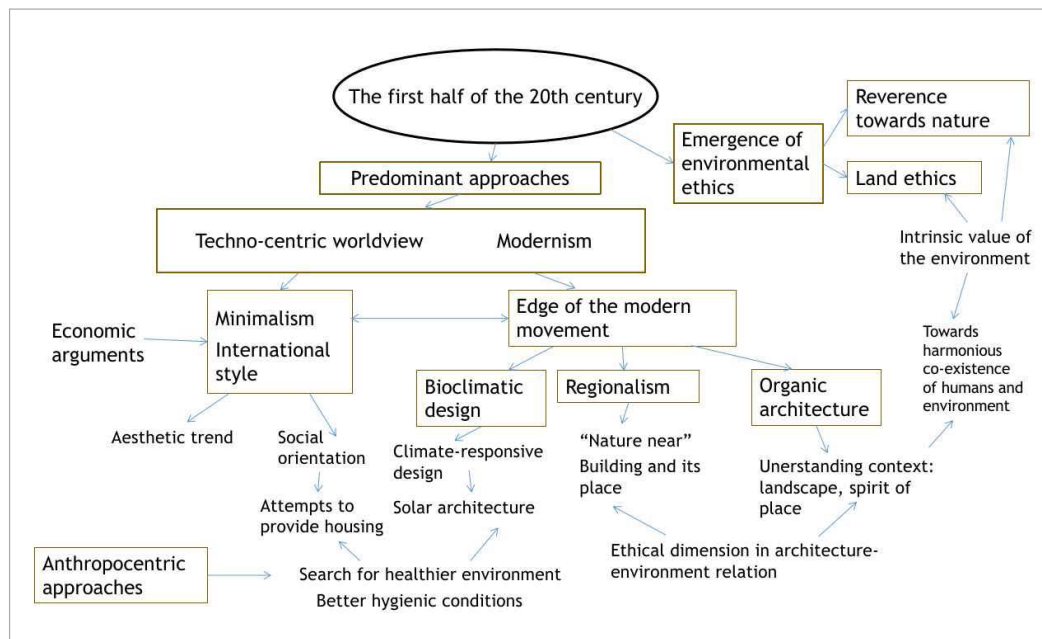 The first half of the 20th century
Reverence
towards nature
Emergence of
environmental
ethics
Predominant approaches
Land ethics
Techno-centric worldview
Modernism
Intrinsic value of
the environment
Economic
arguments
Minimalism
International
style
Edge of the modern
movement
Towards
harmonious
co-existence
of humans and
environment
Bioclimatic
design
Regionalism
Organic
architecture
Aesthetic trend
Social
orientation
Climate-responsive
design
“Nature near”
Building and its
place
Unerstanding context:
landscape, spirit of
place
Attempts to
provide housing
Solar architecture
Ethical dimension in architecture-
environment relation
Anthropocentric
approaches
Search for healthier environment
Better hygienic conditions